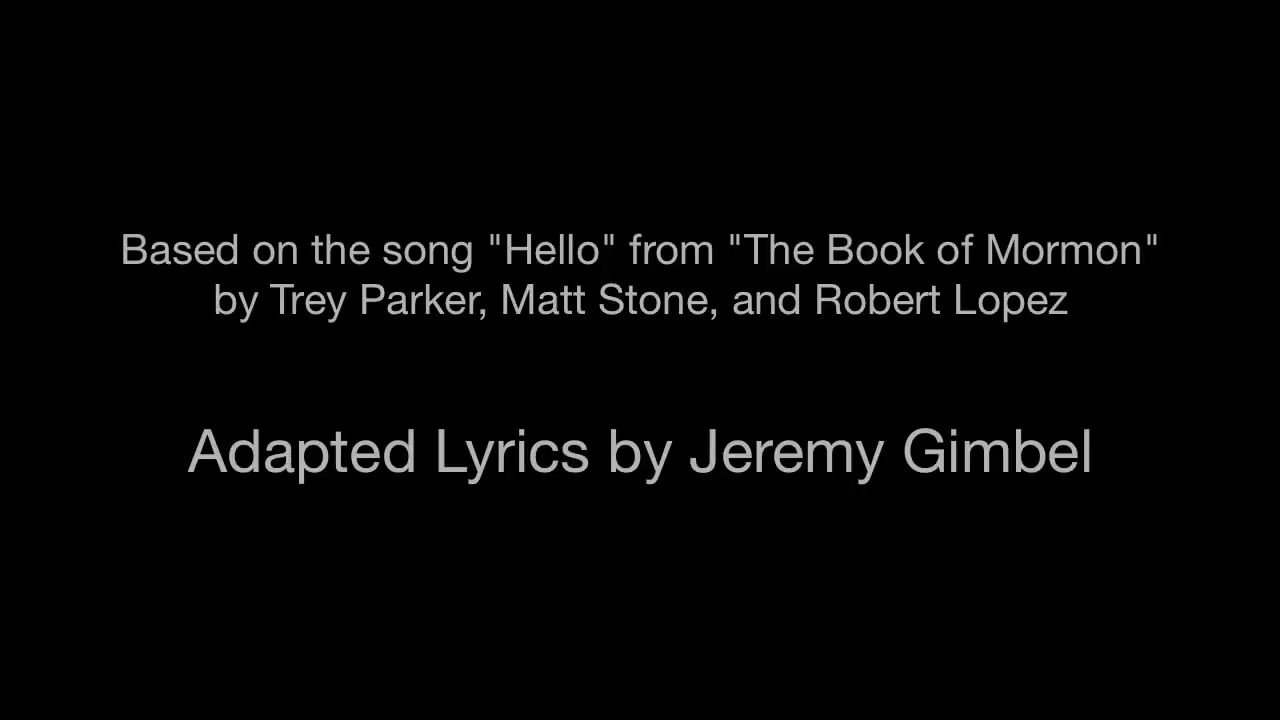 Based on the song "Hello" from "The Book of Mormon"
by Trey Parker, Matt Stone, and Robert Lopez
Adapted Lyrics by Jeremy Gimbel